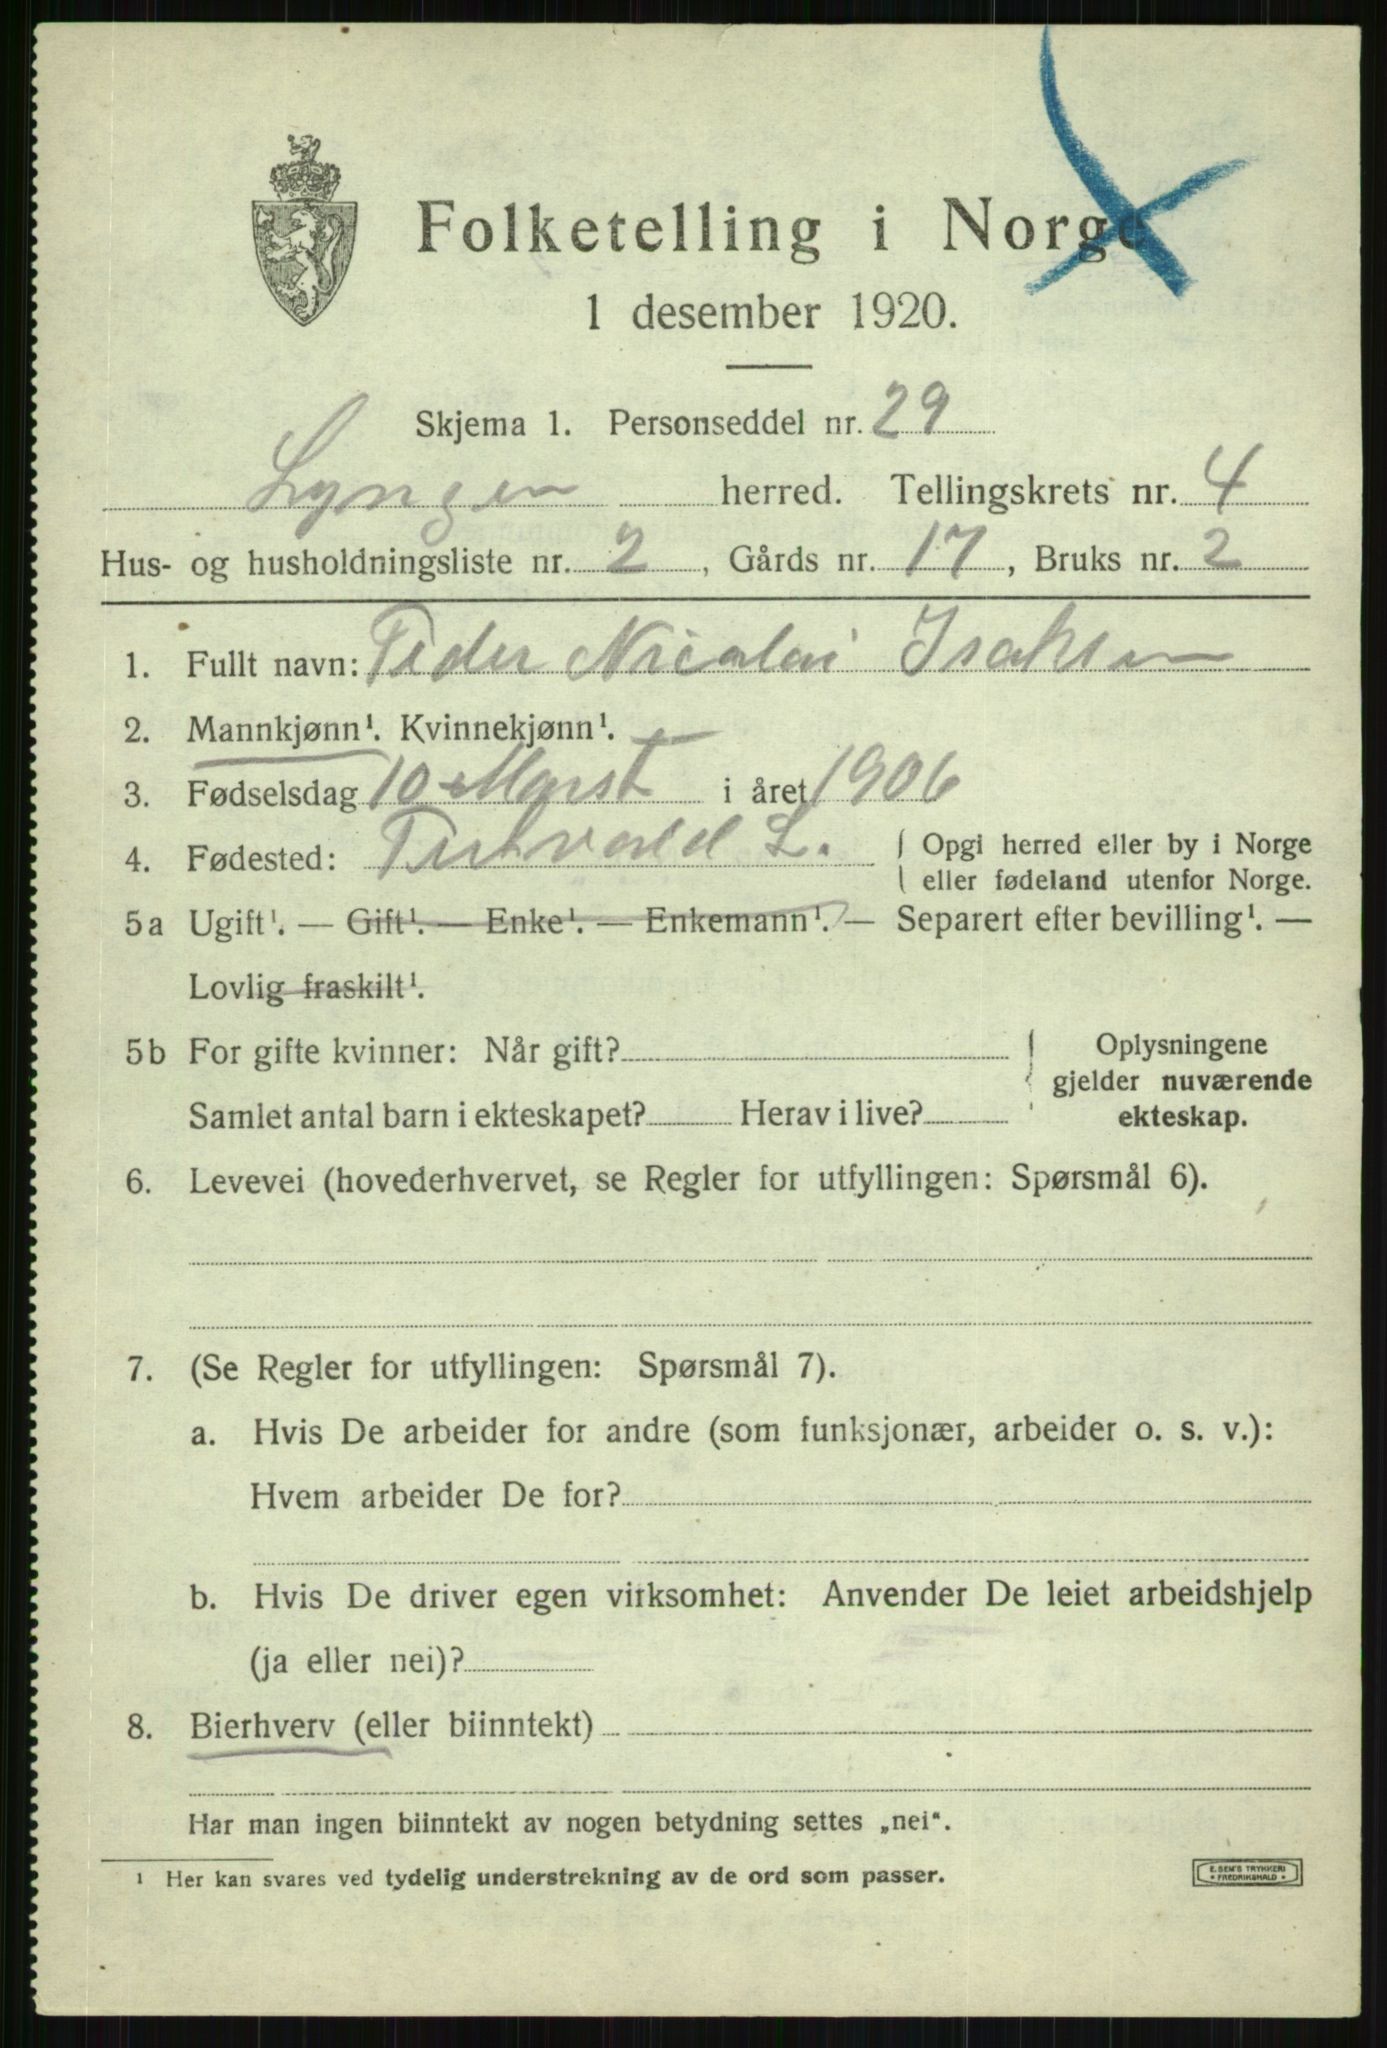 Folketelling i Norge
1 desember 1920.
Skjema 1. Personseddel nr. 29
Lyngen herred. Tellingskrets nr. 4
Hus- og husholdningsliste nr. 2, Gårds nr. 17, Bruks nr. 2
1. Fullt navn: Peder Nicolai Isaksen
2. Mannkjønn¹. Kvinnekjønn¹.
3. Fødselsdag 10 Marst i året 1906
4. Fødested: L. { Opgi herred eller by i Norge
eller fødeland utenfor Norge.
5a Ugift¹. — Gift¹. — Enke¹. — Enkemann¹. — Separert efter bevilling¹. —
Lovlig fraskilt¹.
5b For gifte kvinner: Når gift?
Samlet antal barn i ekteskapet? Herav i live?
Oplysningene
gjelder nuværende
ekteskap.
6. Levevei (hovederhvervet, se Regler for utfyllingen: Spørsmål 6).
7. (Se Regler for utfyllingen: Spørsmål 7).
a. Hvis De arbeider for andre (som funksjonær, arbeider o. s. v.):
Hvem arbeider De for?
b. Hvis De driver egen virksomhet: Anvender De leiet arbeidshjelp
(ja eller nei)?
8. Bierhverv (eller biinntekt)
Har man ingen biinntekt av nogen betydning settes „nei“.
¹ Her kan svares ved tydelig understrekning av de ord som passer.
E. SEM'S TRYKKERI
• FREDRIKSHALD •